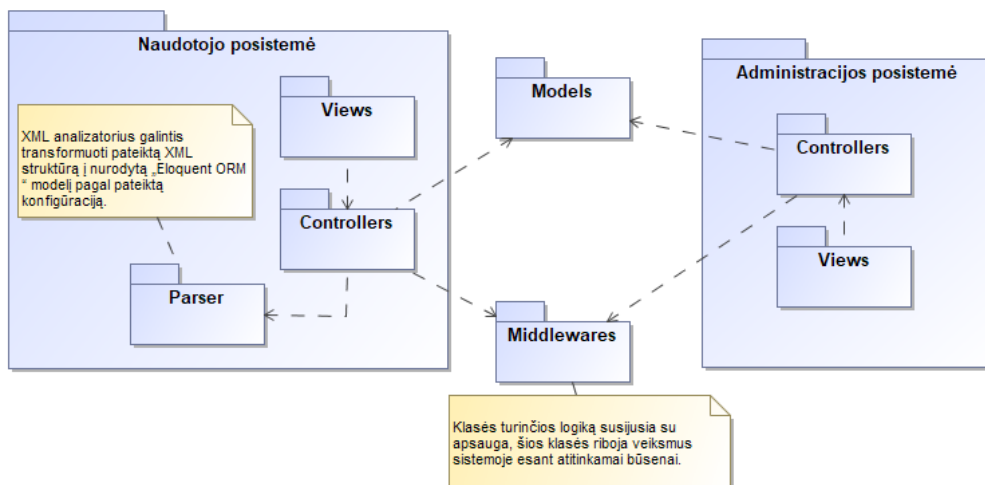 Naudotojo posistemė
Views
XML analizatorius galintis
transformuoti pateiktą XML
struktūrą į nurodytą „Eloquent ORM
“ modelį pagal pateiktą
konfigūraciją.
Controllers
Parser
Models
Middlewares
Klasės turinčios logiką susijusia su
apsauga, šios klasės riboja veiksmus
sistemoje esant atitinkamai būsenai.
Administracijos posistemė
Controllers
Views